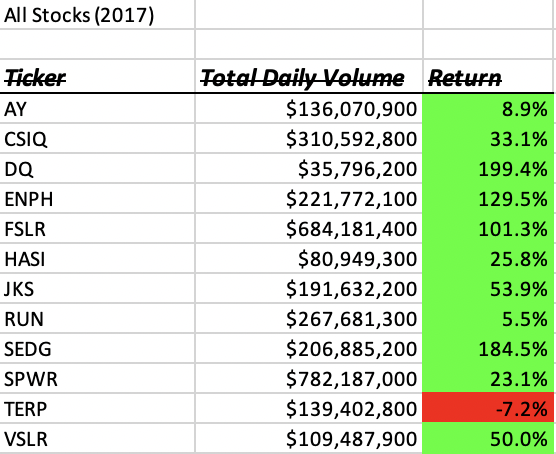 All Stocks (2017)
Ticker Total Daily Volume Return
AY $136,070,900 8.9%
CSIQ $310,592,800 33.1%
DQ $35,796,200 199.4%
ENPH $221,772,100 129.5%
FSLR $684,181,400 101.3%
HASI $80,949,300 25.8%
JKS $191,632,200 53.9%
RUN $267,681,300 5.5%
SEDG $206,885,200 184.5%
SPWR $782,187,000 23.1%
TERP $139,402,800 -7.2%
VSLR $109,487,900 50.0%